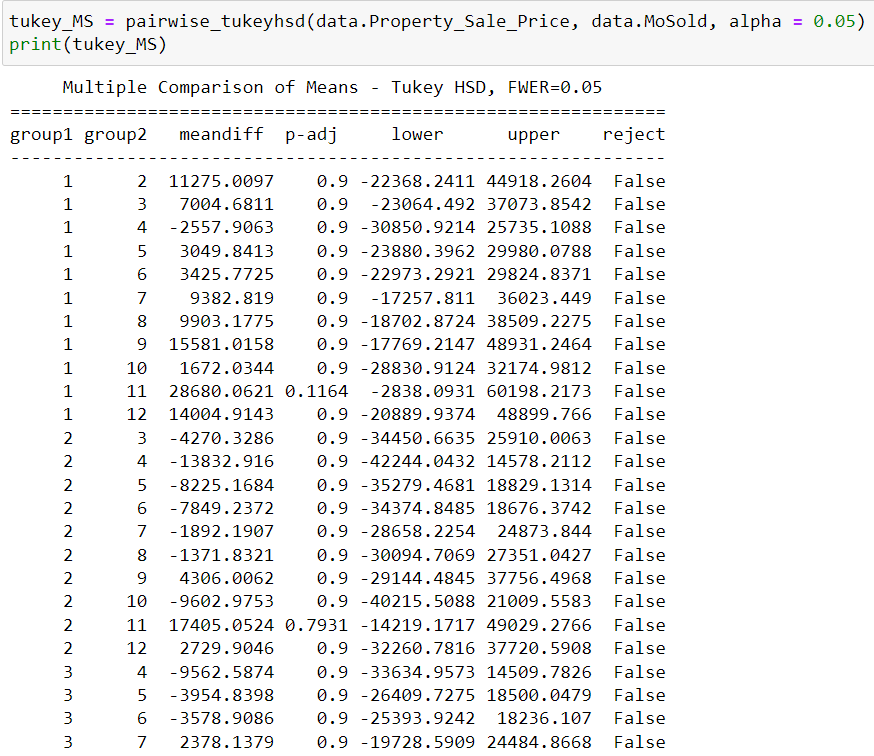 tukey_MS = pairwise_tukeyhsd(data.Property_Sale_Price, data.MoSold, alpha = 0.05)
print(tukey_MS)
Multiple Comparison of Means - Tukey HSD, FWER=0.05
==============================================================
group1 group2   meandiff  p-adj     lower      upper    reject
--------------------------------------------------------------
     1      2  11275.0097    0.9 -22368.2411 44918.2604  False
     1      3   7004.6811    0.9  -23064.492 37073.8542  False
     1      4  -2557.9063    0.9 -30850.9214 25735.1088  False
     1      5   3049.8413    0.9 -23880.3962 29980.0788  False
     1      6   3425.7725    0.9 -22973.2921 29824.8371  False
     1      7    9382.819    0.9  -17257.811  36023.449  False
     1      8   9903.1775    0.9 -18702.8724 38509.2275  False
     1      9  15581.0158    0.9 -17769.2147 48931.2464  False
     1     10   1672.0344    0.9 -28830.9124 32174.9812  False
     1     11  28680.0621 0.1164  -2838.0931 60198.2173  False
     1     12  14004.9143    0.9 -20889.9374  48899.766  False
     2      3  -4270.3286    0.9 -34450.6635 25910.0063  False
     2      4  -13832.916    0.9 -42244.0432 14578.2112  False
     2      5  -8225.1684    0.9 -35279.4681 18829.1314  False
     2      6  -7849.2372    0.9 -34374.8485 18676.3742  False
     2      7  -1892.1907    0.9 -28658.2254  24873.844  False
     2      8  -1371.8321    0.9 -30094.7069 27351.0427  False
     2      9   4306.0062    0.9 -29144.4845 37756.4968  False
     2     10  -9602.9753    0.9 -40215.5088 21009.5583  False
     2     11  17405.0524 0.7931 -14219.1717 49029.2766  False
     2     12   2729.9046    0.9 -32260.7816 37720.5908  False
     3      4  -9562.5874    0.9 -33634.9573 14509.7826  False
     3      5  -3954.8398    0.9 -26409.7275 18500.0479  False
     3      6  -3578.9086    0.9 -25393.9242  18236.107  False
     3      7   2378.1379    0.9 -19728.5909 24484.8668  False